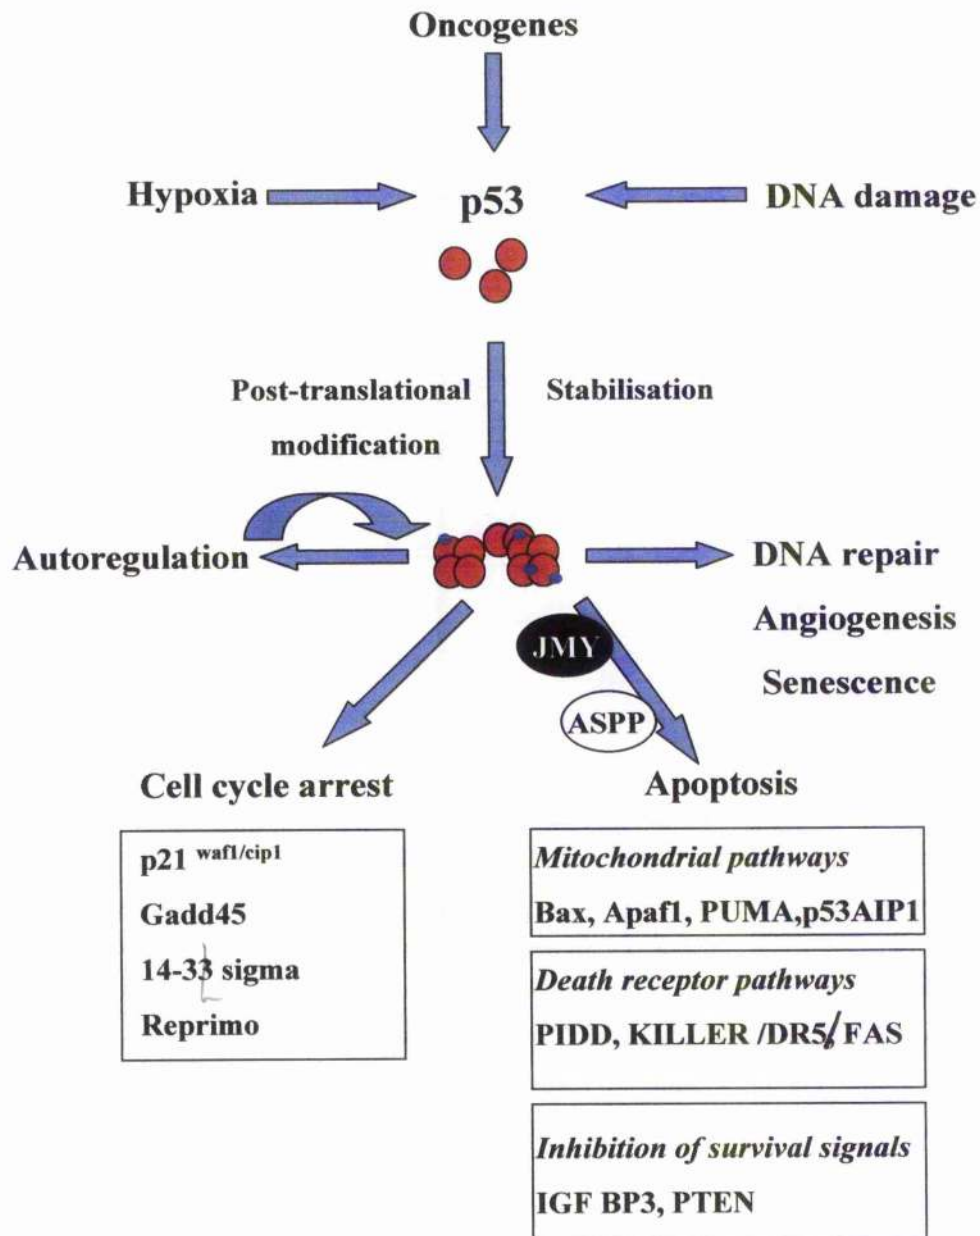 Oncogenes
Hypoxia
p53
DNA damage
Post-translational
modification
Stabilisation
Autoregulation
DNA repair
Angiogenesis
Senescence
JMY
ASPP
Cell cycle arrest
p21 waf1/cip1
Gadd45
14-33 sigma
Reprimo
Apoptosis
Mitochondrial pathways
Bax, Apaf1, PUMA,p53AIP1
Death receptor pathways
PIDD, KILLER /DR5, FAS
Inhibition of survival signals
IGF BP3, PTEN